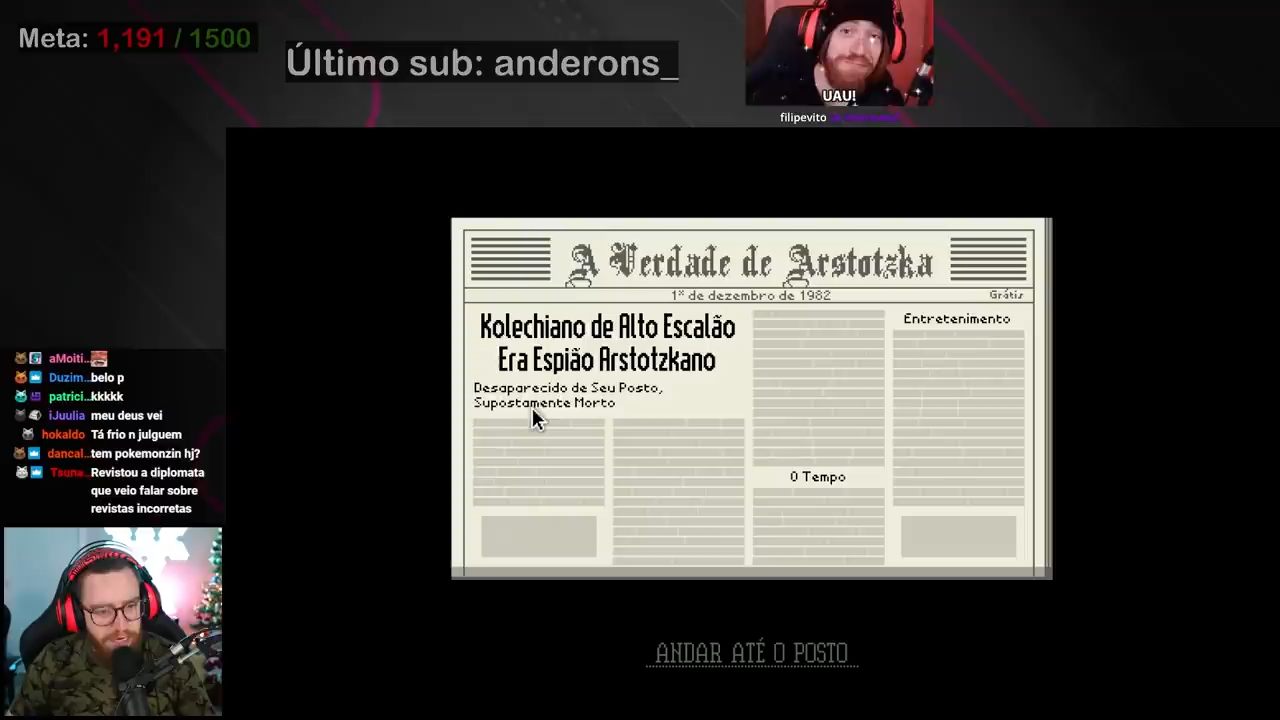 Meta: 1,191 / 1500
Último sub: anderons_
UAU!
filipevito
A Verdade de Arstotzka
1º de dezembro de 1982
Grátis
Kolechiano de Alto Escalão
Era Espião Arstotzkano
Desaparecido de Seu Posto,
Supostamente Morto
O Tempo
Entretenimento
aMoiti..
Duzim.. belo p
patrici.. kkkkk
iJuulia meu deus vei
hokaldo Tá frio n julguem
dancal.. tem pokemonzin hj?
Tsuna.. Revistou a diplomata
que veio falar sobre
revistas incorretas
ANDAR ATÉ O POSTO